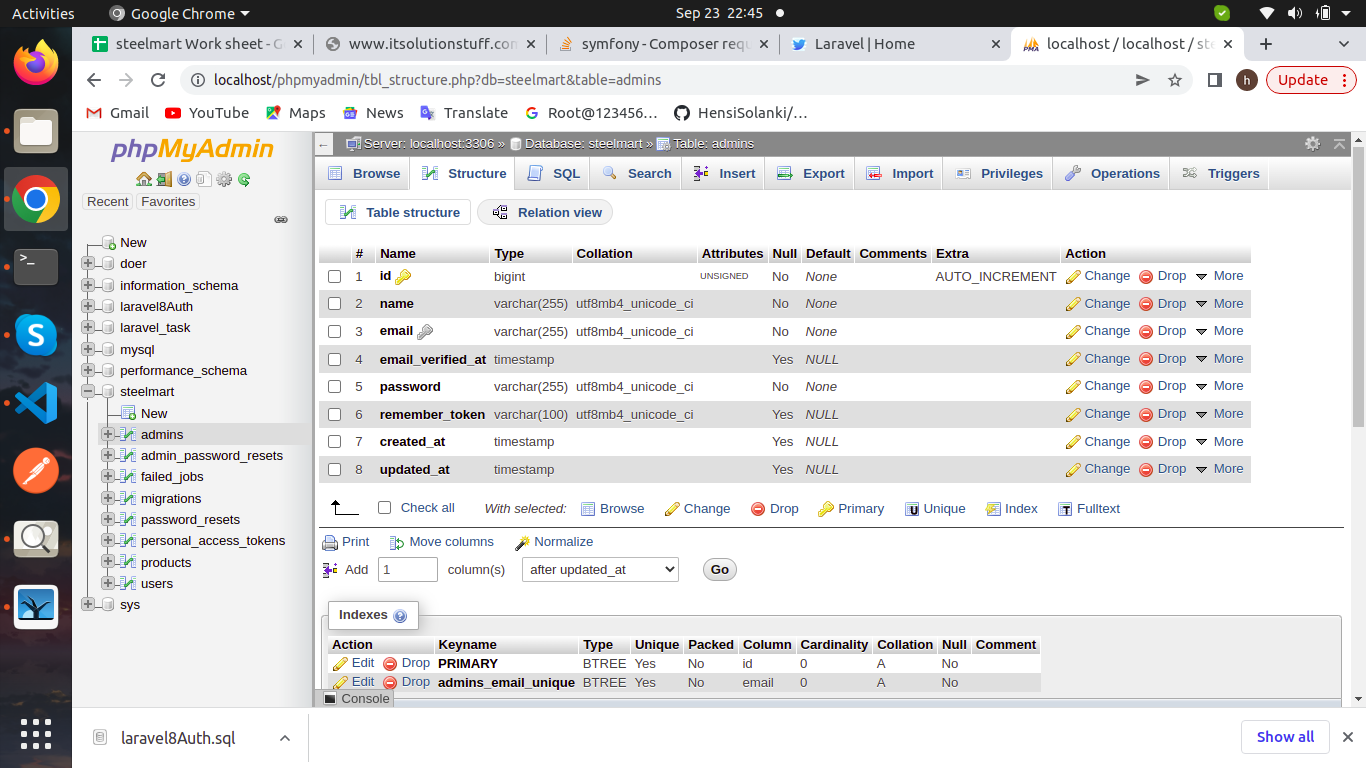 Activities
Google Chrome
Sep 23 22:45
steelmart Work sheet - G
www.itsolutionstuff.com
symfony - Composer requ
Laravel | Home
localhost / localhost / ste
localhost/phpmyadmin/tbl_structure.php?db=steelmart&table=admins
h
Update
Gmail
YouTube
Maps
News
Translate
Root@123456…
HensiSolanki/…
phpMyAdmin
Recent
Favorites
New
doer
information_schema
laravel8Auth
laravel_task
mysql
performance_schema
steelmart
New
admins
admin_password_resets
failed_jobs
migrations
password_resets
personal_access_tokens
products
users
sys
Server: localhost:3306 » Database: steelmart » Table: admins
Browse Structure SQL Search Insert Export Import Privileges Operations Triggers
Table structure Relation view
# Name Type Collation Attributes Null Default Comments Extra Action
1 id bigint UNSIGNED No None AUTO_INCREMENT Change Drop More
2 name varchar(255) utf8mb4_unicode_ci No None Change Drop More
3 email varchar(255) utf8mb4_unicode_ci No None Change Drop More
4 email_verified_at timestamp Yes NULL Change Drop More
5 password varchar(255) utf8mb4_unicode_ci No None Change Drop More
6 remember_token varchar(100) utf8mb4_unicode_ci Yes NULL Change Drop More
7 created_at timestamp Yes NULL Change Drop More
8 updated_at timestamp Yes NULL Change Drop More
Check all With selected: Browse Change Drop Primary Unique Index Fulltext
Print Move columns Normalize
Add 1 column(s) after updated_at Go
Indexes
Action Keyname Type Unique Packed Column Cardinality Collation Null Comment
Edit Drop PRIMARY BTREE Yes No id 0 A No
Edit Drop admins_email_unique BTREE Yes No email 0 A No
Console
laravel8Auth.sql
Show all